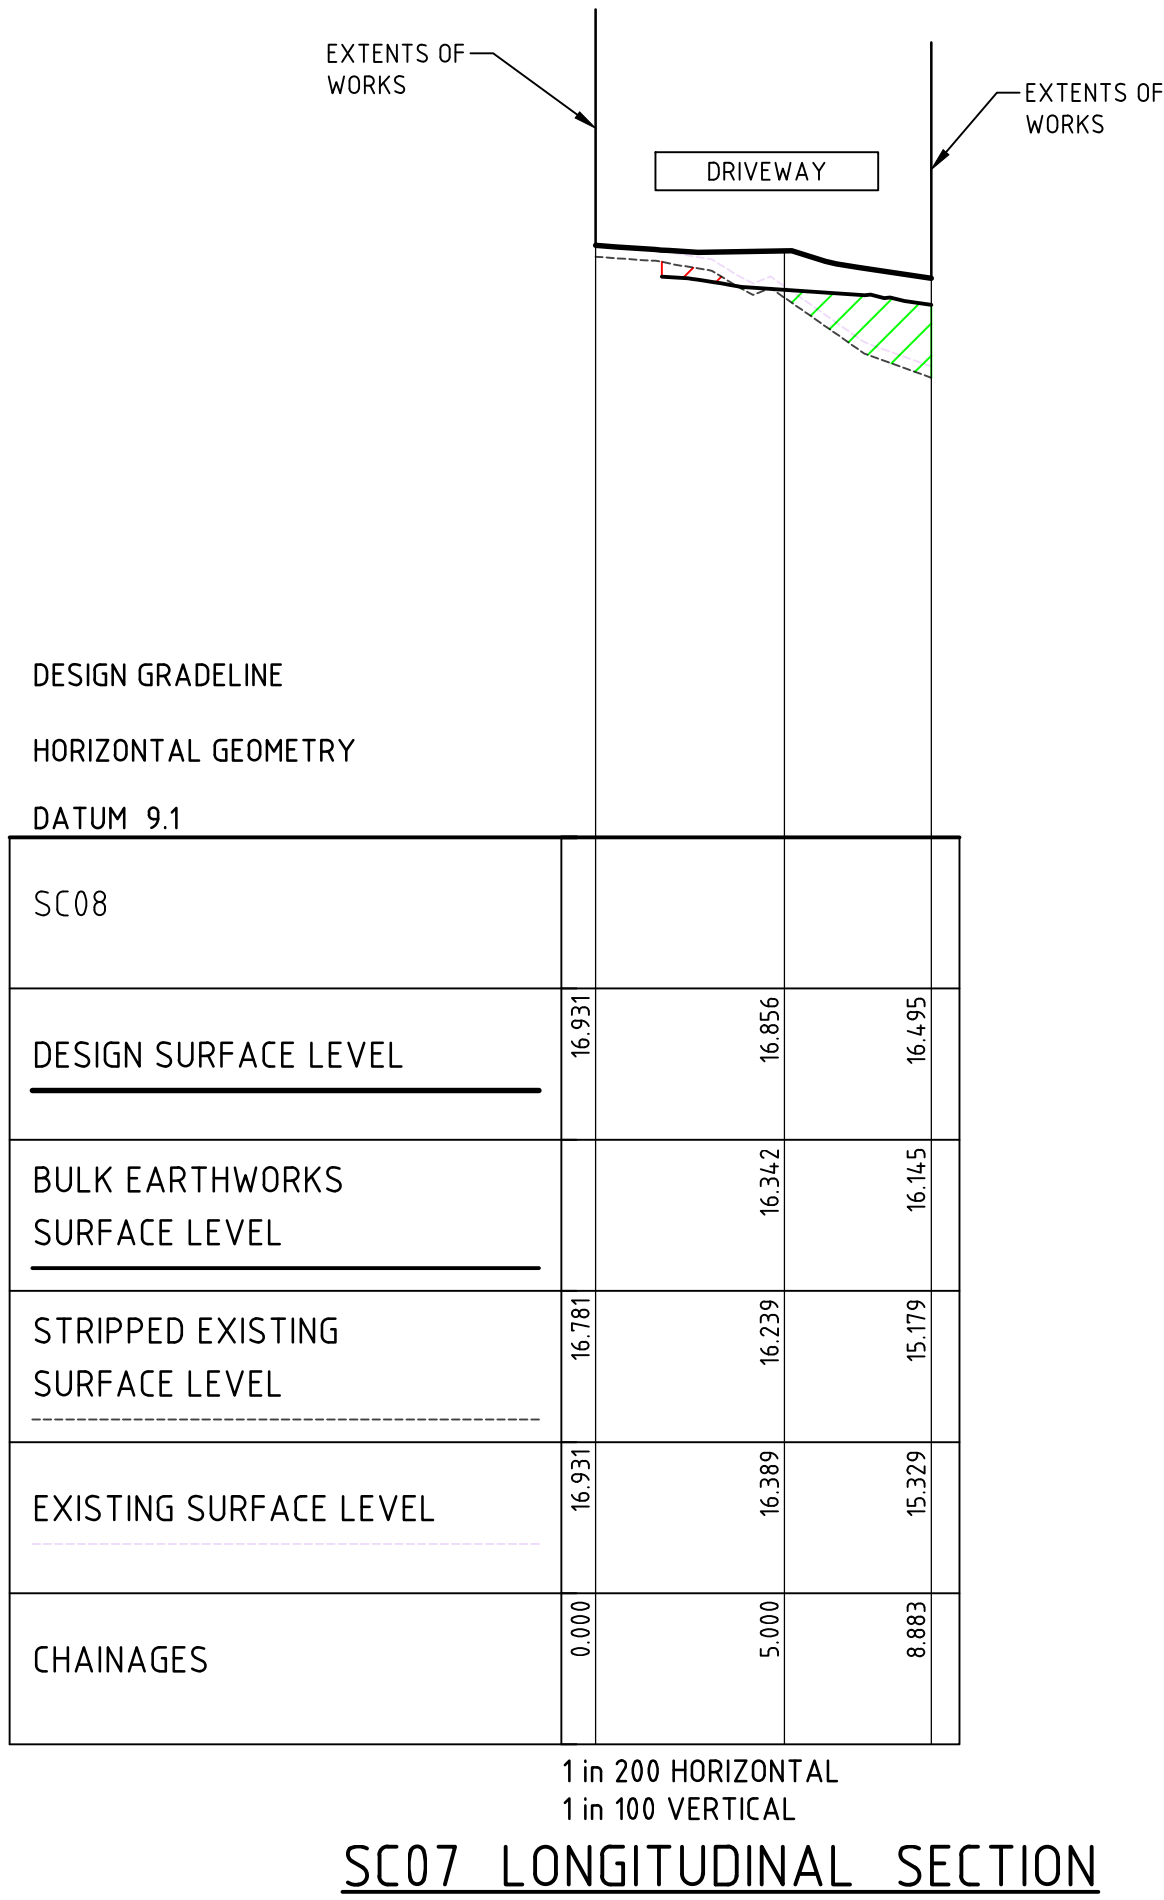 EXTENTS OF
WORKS
EXTENTS OF
WORKS
DRIVEWAY
DESIGN GRADELINE
HORIZONTAL GEOMETRY
DATUM 9.1
SC08
DESIGN SURFACE LEVEL
16.931
16.856
16.495
BULK EARTHWORKS
SURFACE LEVEL
16.342
16.145
STRIPPED EXISTING
SURFACE LEVEL
16.781
16.239
15.179
EXISTING SURFACE LEVEL
16.931
16.389
15.329
CHAINAGES
0.000
5.000
8.883
1 in 200 HORIZONTAL
1 in 100 VERTICAL
SC07 LONGITUDINAL SECTION